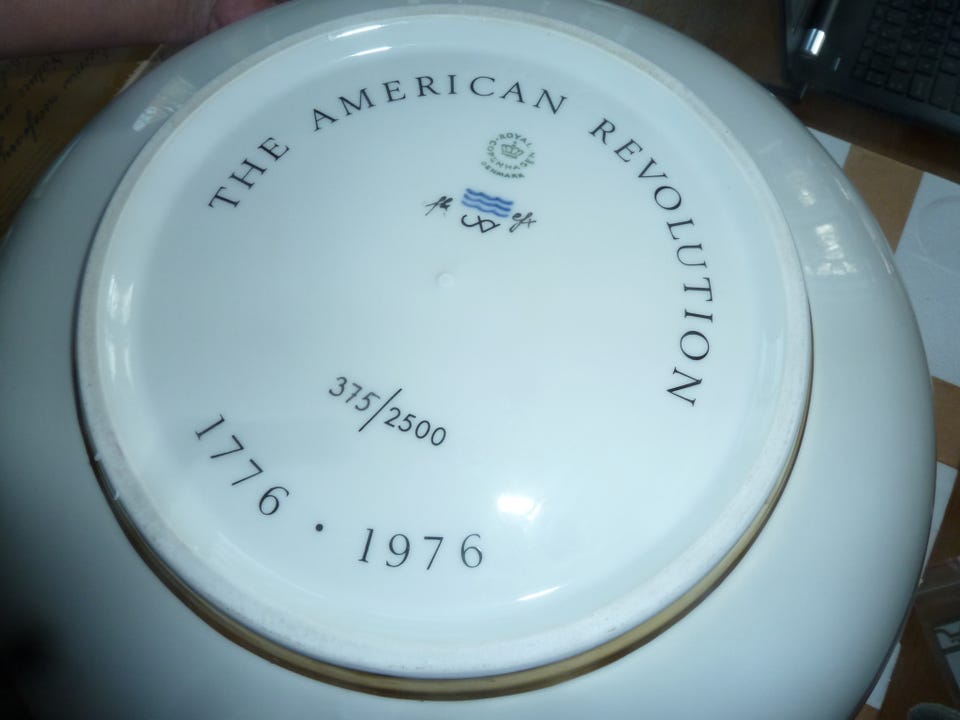 THE AMERICAN REVOLUTION
ROYAL
COPENHAGEN
DENMARK
375/2500
1776 • 1976